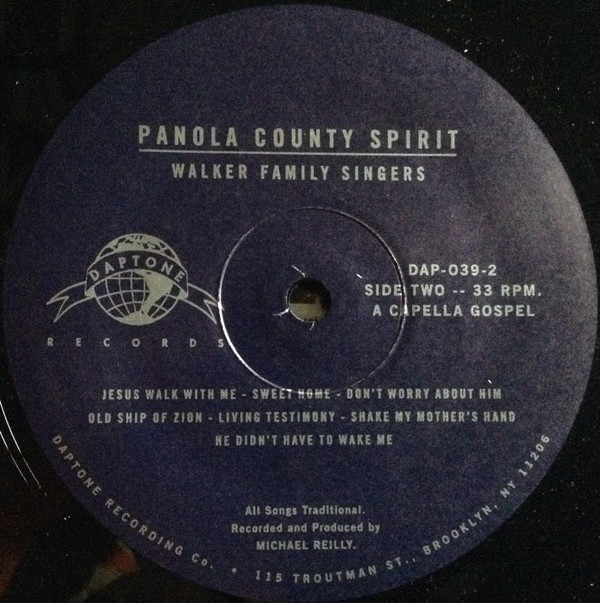 PANOLA COUNTY SPIRIT
WALKER FAMILY SINGERS
DAPTONE
RECORDS
DAP-039-2
SIDE TWO -- 33 RPM.
A CAPELLA GOSPEL
JESUS WALK WITH ME - SWEET HOME - DON'T WORRY ABOUT HIM
OLD SHIP OF ZION - LIVING TESTIMONY - SHAKE MY MOTHER'S HAND
HE DIDN'T HAVE TO WAKE ME
All Songs Traditional.
Recorded and Produced by
MICHAEL REILLY.
DAPTONE RECORDING Co. • 115 TROUTMAN ST., BROOKLYN, NY 11206